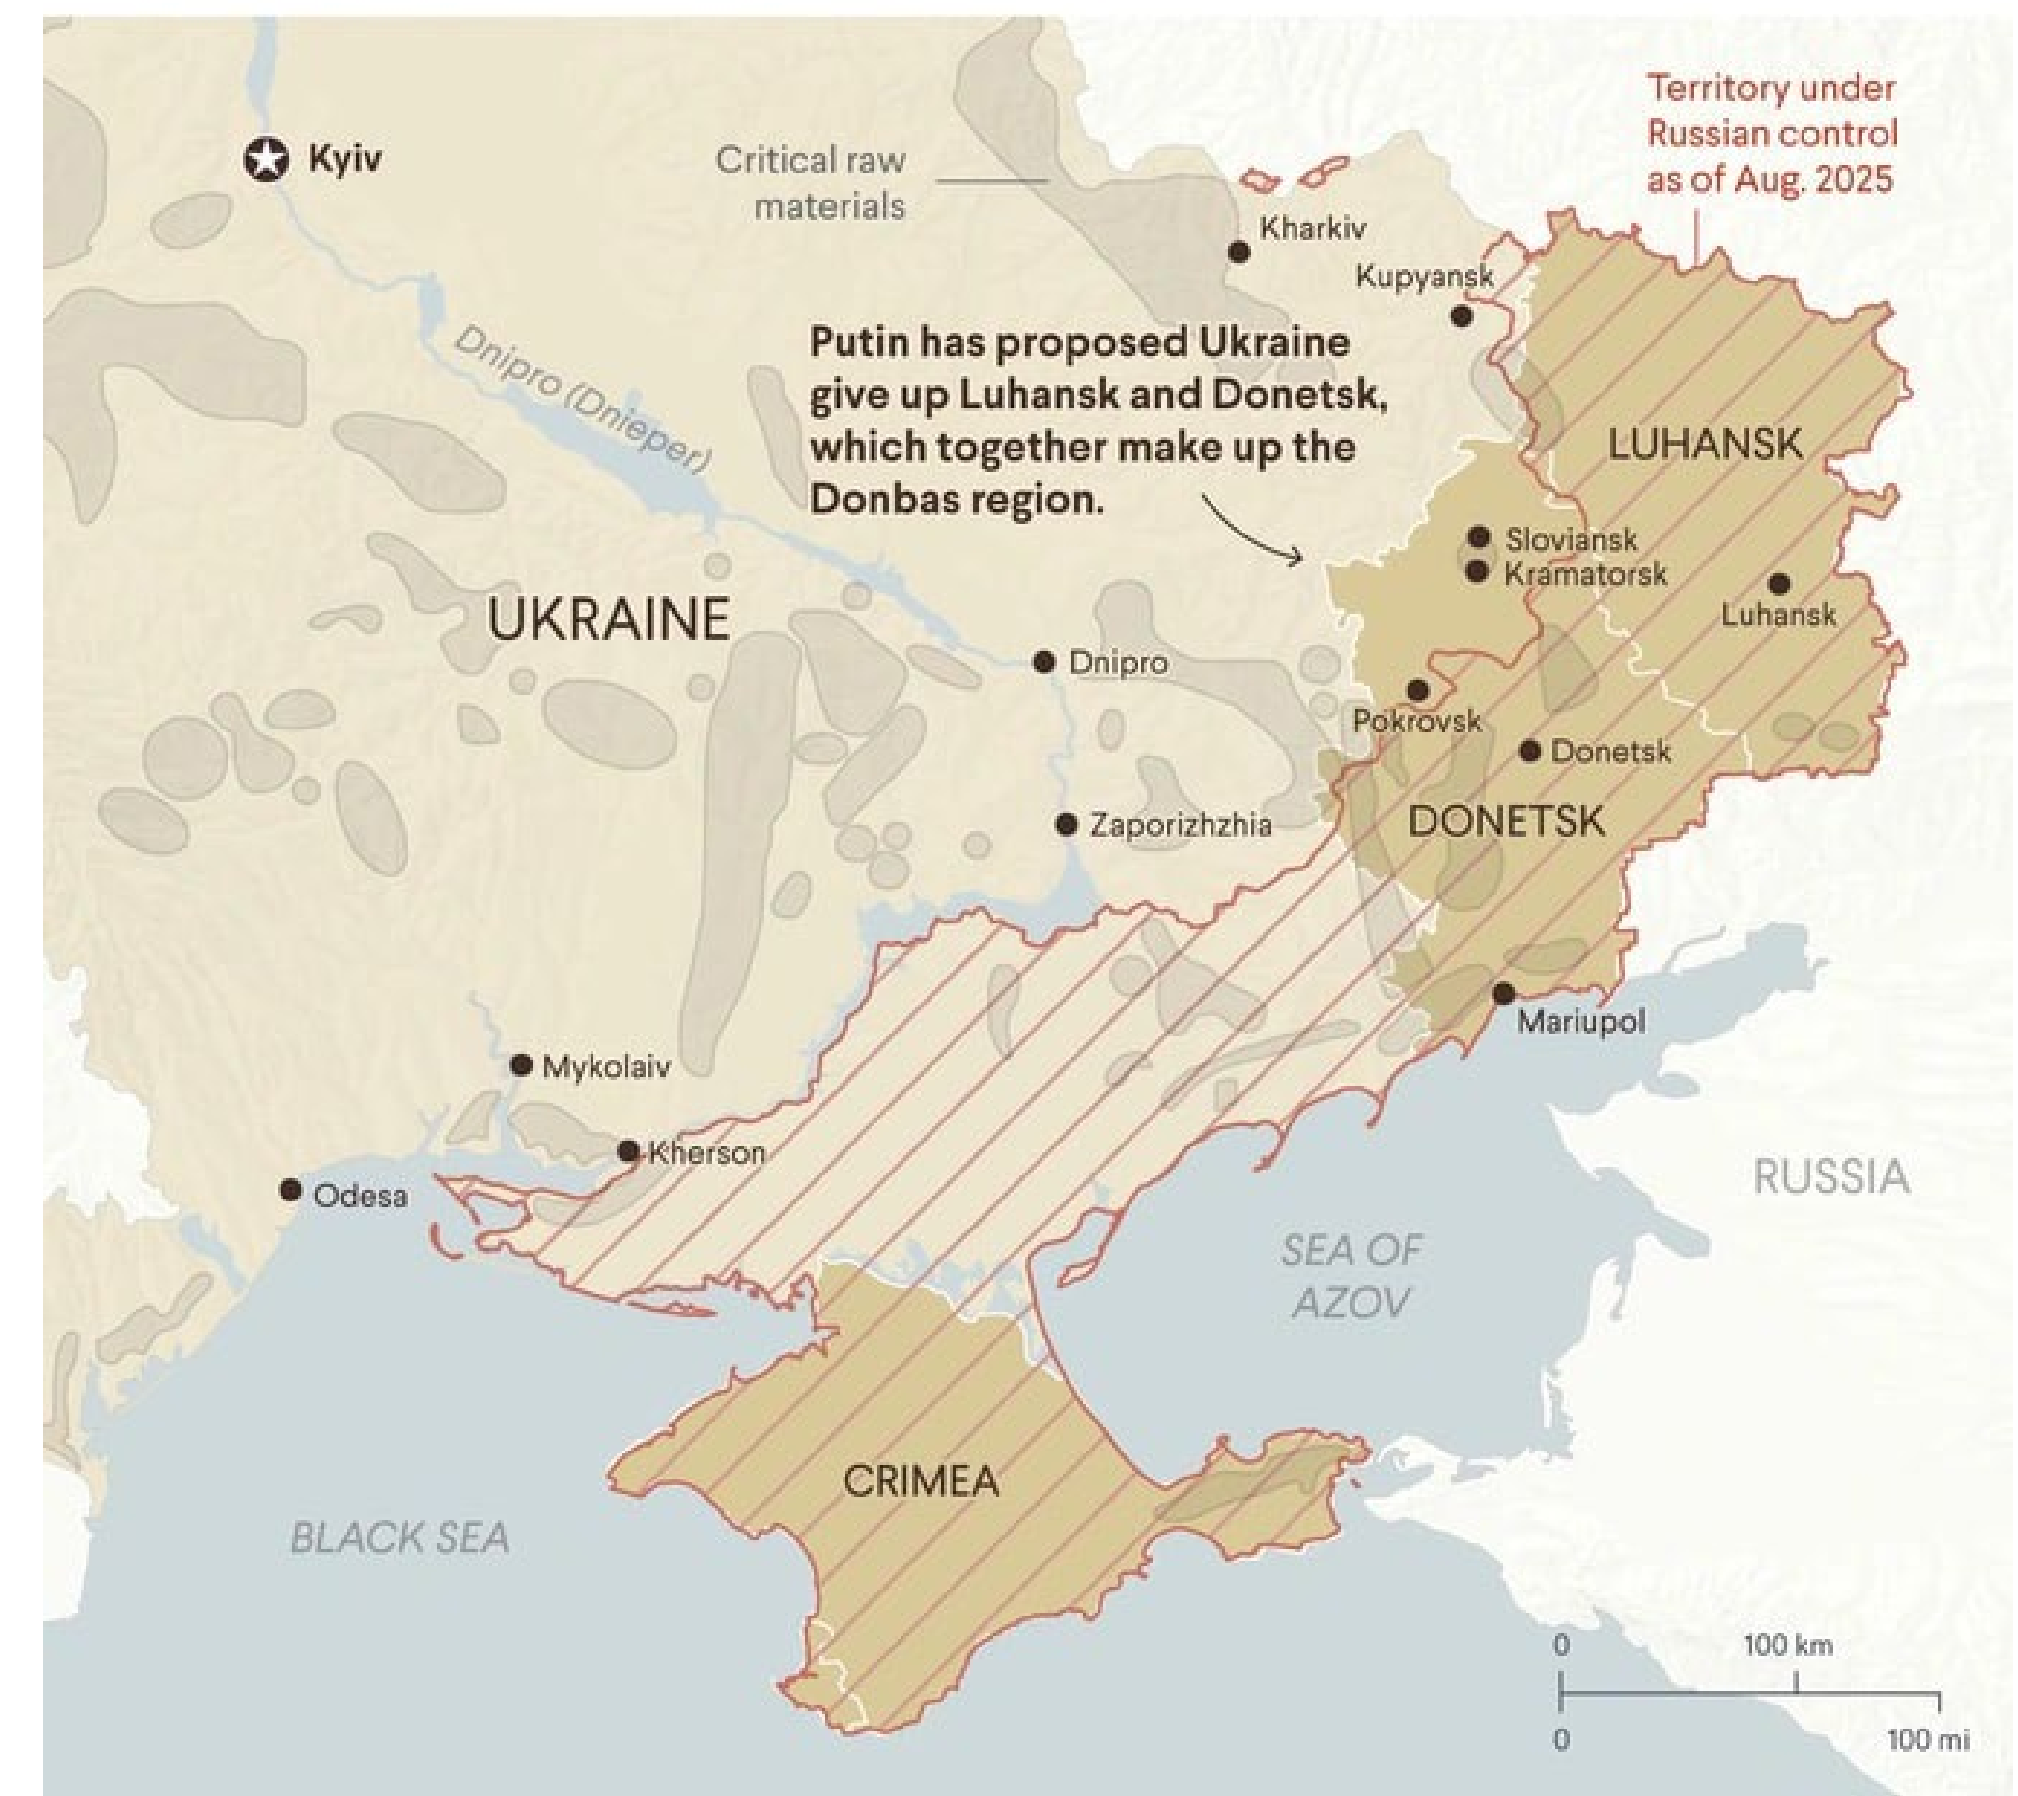 Territory under
Russian control
as of Aug. 2025
Kyiv
Critical raw
materials
Kharkiv
Kupyansk
Dnipro (Dnieper)
Putin has proposed Ukraine
give up Luhansk and Donetsk,
which together make up the
Donbas region.
LUHANSK
Sloviansk
Kramatorsk
Luhansk
UKRAINE
Dnipro
Pokrovsk
Donetsk
DONETSK
Zaporizhzhia
Mariupol
Mykolaiv
Kherson
Odesa
RUSSIA
SEA OF
AZOV
CRIMEA
BLACK SEA
0 100 km
0 100 mi